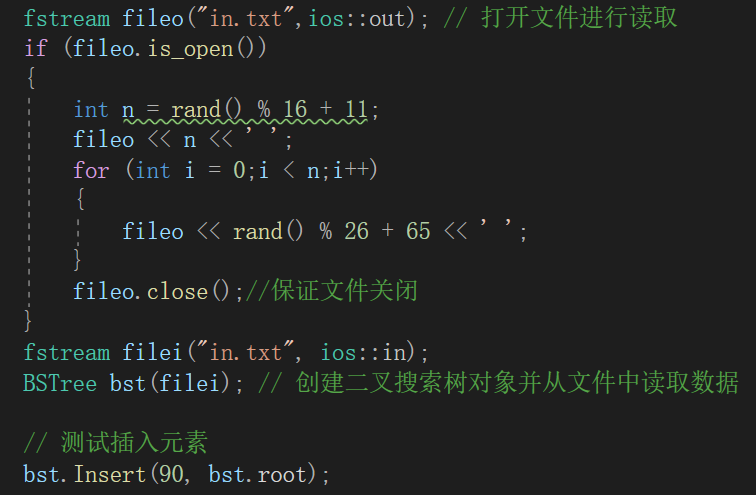 fstream fileo("in.txt",ios::out); // 打开文件进行读取
if (fileo.is_open())
{
int n = rand() % 16 + 11;
fileo << n << ' ';
for (int i = 0;i < n;i++)
{
fileo << rand() % 26 + 65 << ' ';
}
fileo.close();//保证文件关闭
}
fstream filei("in.txt", ios::in);
BSTree bst(filei); // 创建二叉搜索树对象并从文件中读取数据
// 测试插入元素
bst.Insert(90, bst.root);